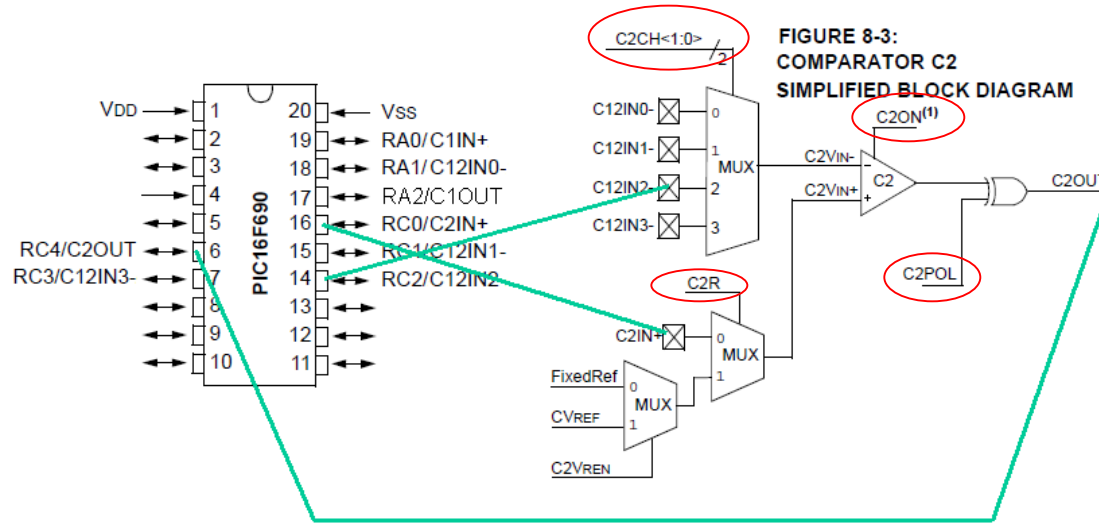 C2CH<1:0>
2
FIGURE 8-3:
COMPARATOR C2
SIMPLIFIED BLOCK DIAGRAM
VDD
1
20
VSS
2
19
RA0/C1IN+
3
18
RA1/C12IN0-
4
17
RA2/C1OUT
5
16
RC0/C2IN+
RC4/C2OUT
6
15
RC1/C12IN1-
RC3/C12IN3-
7
14
RC2/C12IN2
8
13
9
12
10
11
PIC16F690
C12IN0-
0
C12IN1-
1
MUX
C12IN2-
2
C12IN3-
3
C2ON(1)
C2VIN-
-
C2
C2VIN+
+
C2OUT
C2POL
C2R
C2IN+
0
MUX
1
FixedRef
0
MUX
CVREF
1
C2VREN